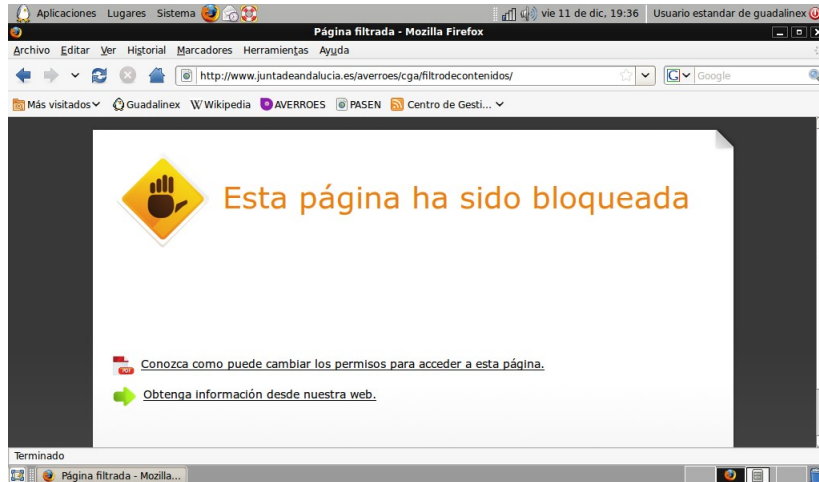 Aplicaciones Lugares Sistema vie 11 de dic, 19:36 Usuario estandar de guadalinex
Página filtrada - Mozilla Firefox
Archivo Editar Ver Historial Marcadores Herramientas Ayuda
http://www.juntadeandalucia.es/averroes/cga/filtrodecontenidos/ G Google
Más visitados Guadalinex W Wikipedia AVERROES PASEN Centro de Gesti...
Esta página ha sido bloqueada
PDF Conozca como puede cambiar los permisos para acceder a esta página.
Obtenga información desde nuestra web.
Terminado
Página filtrada - Mozilla...